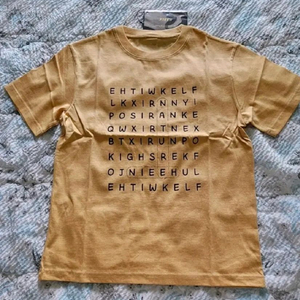 EHTIWKELF
LKXIRNNYI
POSIRANKE
QWXIRTNEX
BTXIRUNPO
KIGHSREKF
OJNIEEHUL
EHTIWKELF